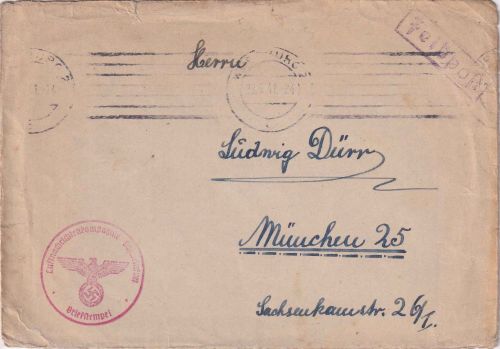 Feldpost
Herrn
Ludwig Dürr
München 25
Sachsenkamstr. 26/I.
Briefstempel